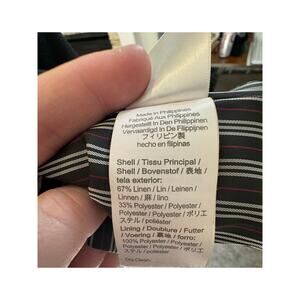 Made in Philippines
Fabriqué Aux Philippines
Hergestellt In Den Philippinen
Vervaardigd In De Filippijnen
フィリピン製
hecho en filipinas
Shell / Tissu Principal /
Shell / Bovenstof / 表地 /
tela exterior:
67% Linen / Lin / Leinen /
Linnen / 麻 / lino
33% Polyester / Polyester /
Polyester / Polyester / ポリエ
ステル / poliéster
Lining / Doublure / Futter
/ Voering / 裏地 / forro:
100% Polyester / Polyester /
Polyester / Polyester / ポリエ
ステル / poliéster
Dry Clean.